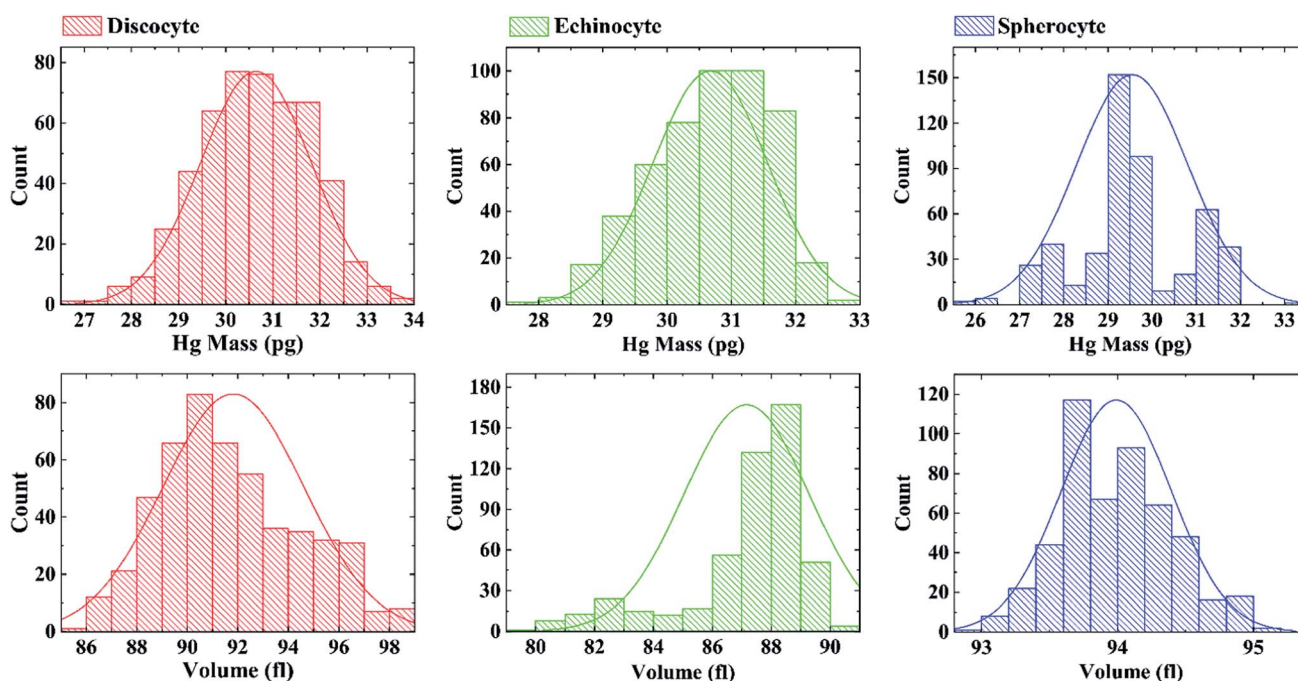 Discocyte
Echinocyte
Spherocyte
Count
80
60
40
20
0
27 28 29 30 31 32 33 34
Hg Mass (pg)
Count
100
80
60
40
20
0
28 29 30 31 32 33
Hg Mass (pg)
Count
150
120
90
60
30
0
26 27 28 29 30 31 32 33
Hg Mass (pg)
Count
80
60
40
20
0
86 88 90 92 94 96 98
Volume (fl)
Count
180
150
120
90
60
30
0
80 82 84 86 88 90
Volume (fl)
Count
120
100
80
60
40
20
0
93 94 95
Volume (fl)